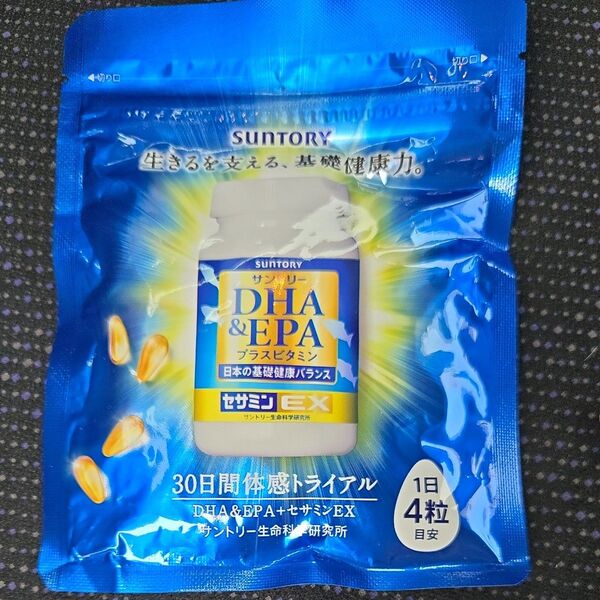 切り口
切り口
SUNTORY
生きるを支える、基礎健康力。
SUNTORY
サントリー
DHA
&EPA
プラスビタミン
日本の基礎健康バランス
セサミンEX
サントリー生命科学研究所
30日間体感トライアル
DHA&EPA+セサミンEX
サントリー生命科学研究所
1日
4粒
目安